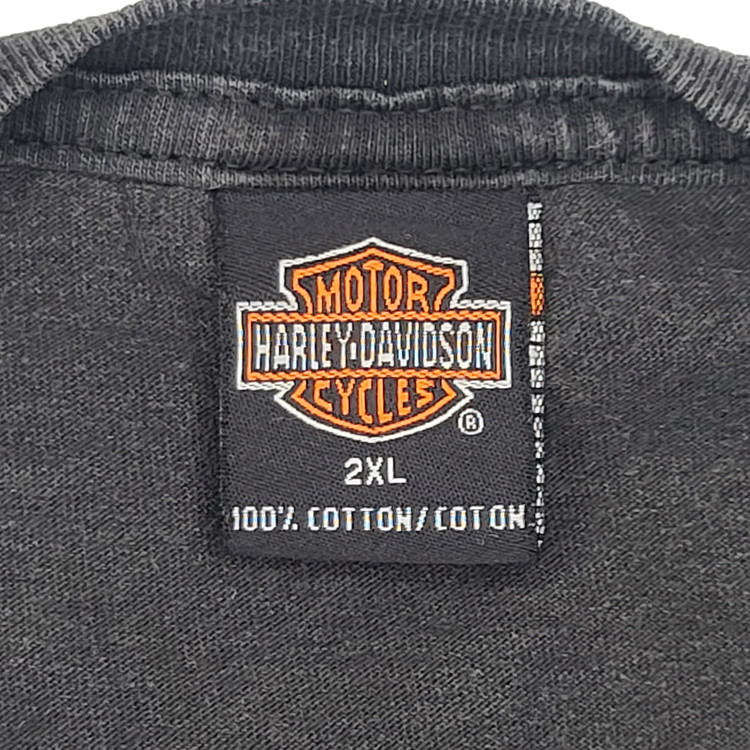 MOTOR
HARLEY-DAVIDSON
CYCLES
®
2XL
100% COTTON/COTON